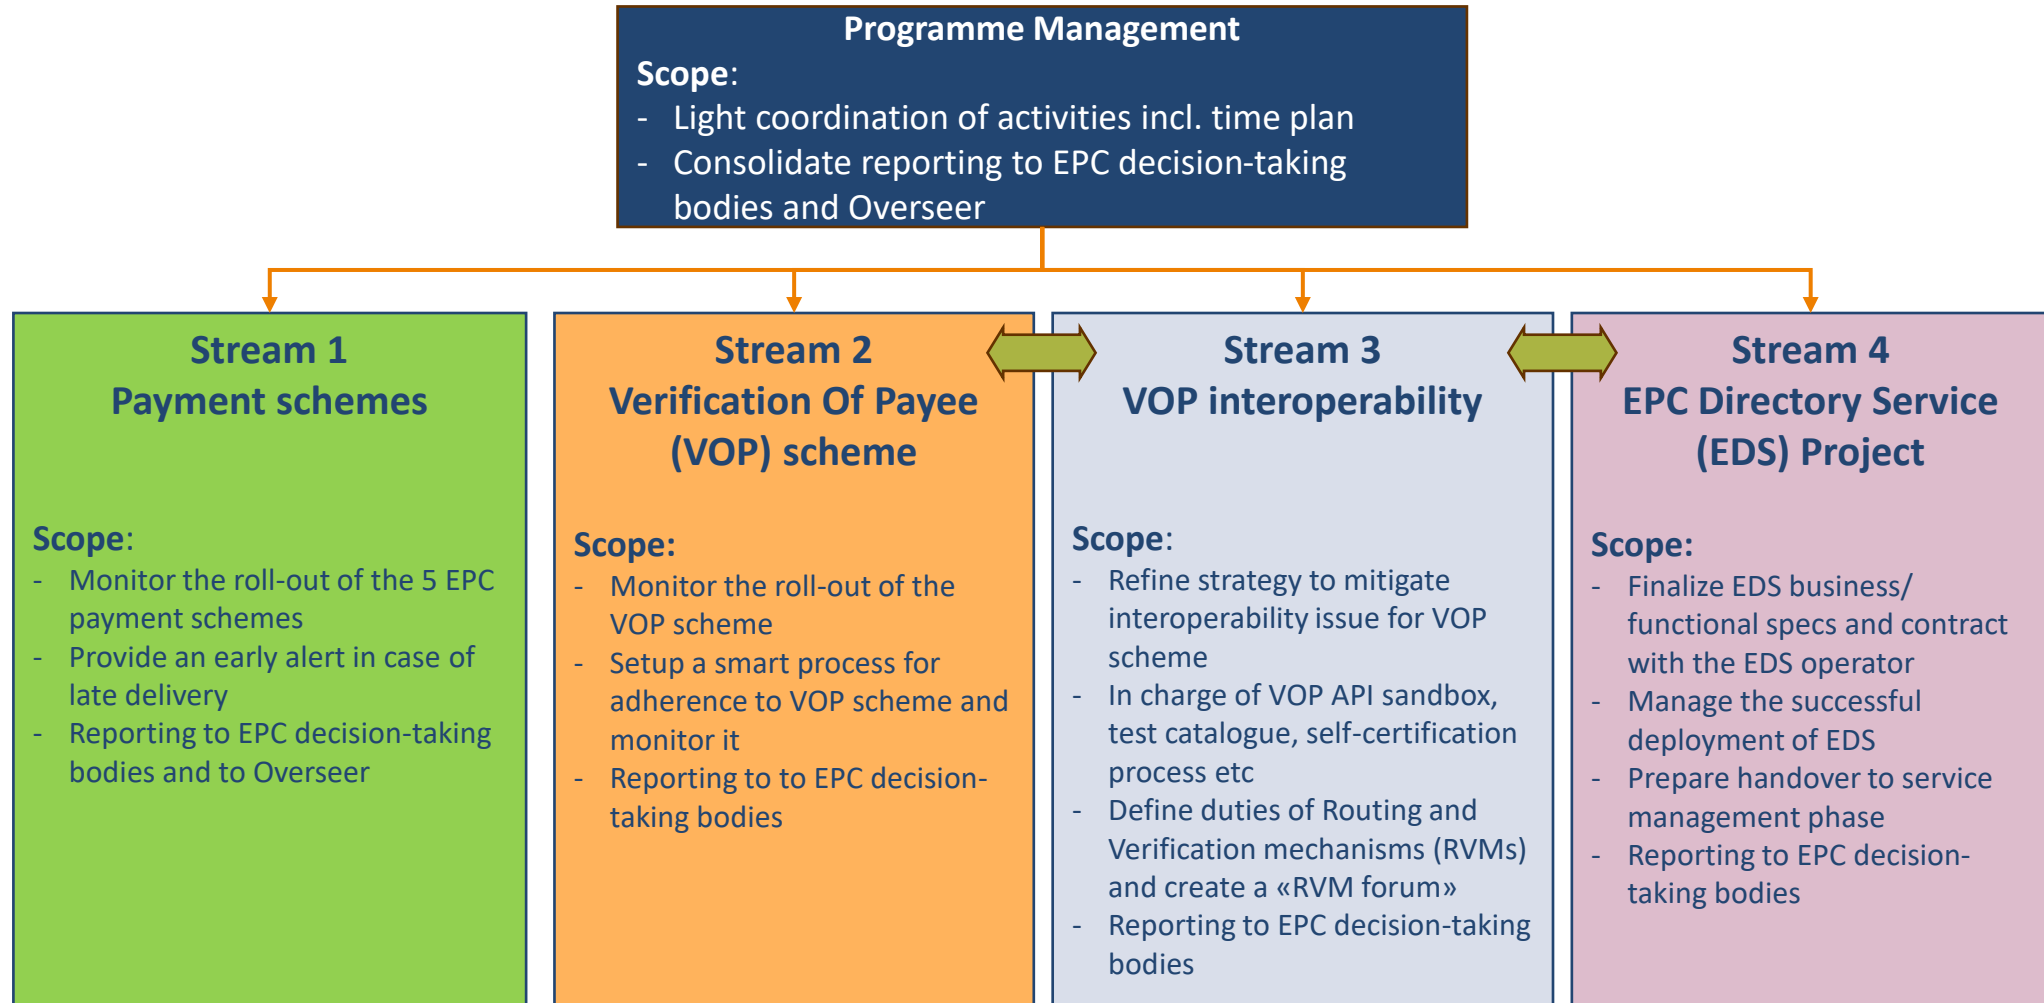 Programme Management
Scope:
- Light coordination of activities incl. time plan
- Consolidate reporting to EPC decision-taking
bodies and Overseer
Stream 1
Payment schemes
Scope:
- Monitor the roll-out of the 5 EPC
payment schemes
- Provide an early alert in case of
late delivery
- Reporting to EPC decision-taking
bodies and to Overseer
Stream 2
Verification Of Payee
(VOP) scheme
Scope:
- Monitor the roll-out of the
VOP scheme
- Setup a smart process for
adherence to VOP scheme and
monitor it
- Reporting to to EPC decision-
taking bodies
Stream 3
VOP interoperability
Scope:
- Refine strategy to mitigate
interoperability issue for VOP
scheme
- In charge of VOP API sandbox,
test catalogue, self-certification
process etc
- Define duties of Routing and
Verification mechanisms (RVMs)
and create a «RVM forum»
- Reporting to EPC decision-taking
bodies
Stream 4
EPC Directory Service
(EDS) Project
Scope:
- Finalize EDS business/
functional specs and contract
with the EDS operator
- Manage the successful
deployment of EDS
- Prepare handover to service
management phase
- Reporting to EPC decision-
taking bodies